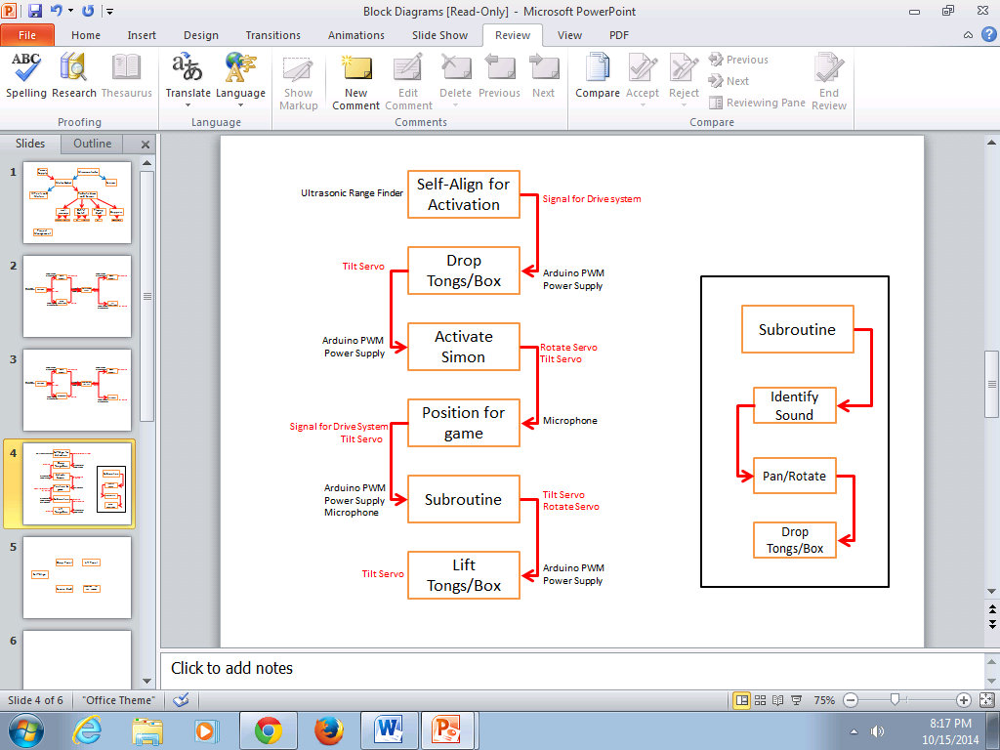 Block Diagrams [Read-Only] - Microsoft PowerPoint
File Home Insert Design Transitions Animations Slide Show Review View PDF
ABC
Spelling Research Thesaurus Translate Language Show Markup New Comment Edit Comment Delete Previous Next Compare Accept Reject Previous
Next
Reviewing Pane
End Review
Proofing Language Comments Compare
Slides Outline
1
2
3
4
5
6
Ultrasonic Range Finder
Self-Align for
Activation
Signal for Drive system
Tilt Servo
Drop
Tongs/Box
Arduino PWM
Power Supply
Arduino PWM
Power Supply
Activate
Simon
Rotate Servo
Tilt Servo
Signal for Drive System
Tilt Servo
Position for
game
Microphone
Arduino PWM
Power Supply
Microphone
Subroutine
Tilt Servo
Rotate Servo
Tilt Servo
Lift
Tongs/Box
Arduino PWM
Power Supply
Subroutine
Identify
Sound
Pan/Rotate
Drop
Tongs/Box
Click to add notes
Slide 4 of 6 "Office Theme" 75%
8:17 PM
10/15/2014